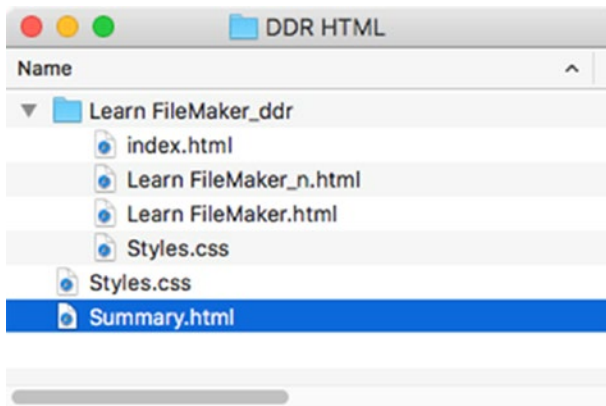 DDR HTML
Name
Learn FileMaker_ddr
index.html
Learn FileMaker_n.html
Learn FileMaker.html
Styles.css
Styles.css
Summary.html